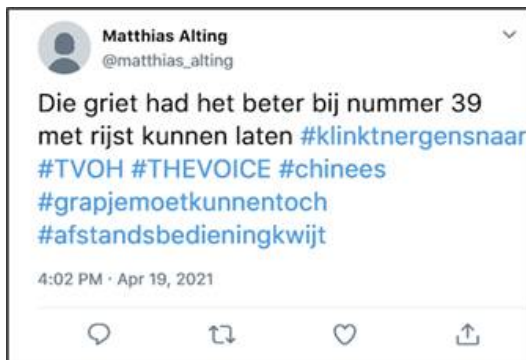 Matthias Alting
@matthias_alting
Die griet had het beter bij nummer 39
met rijst kunnen laten #klinktnergensnaar
#TVOH #THEVOICE #chinees
#grapjemoetkunnentoch
#afstandsbedieningkwijt
4:02 PM · Apr 19, 2021